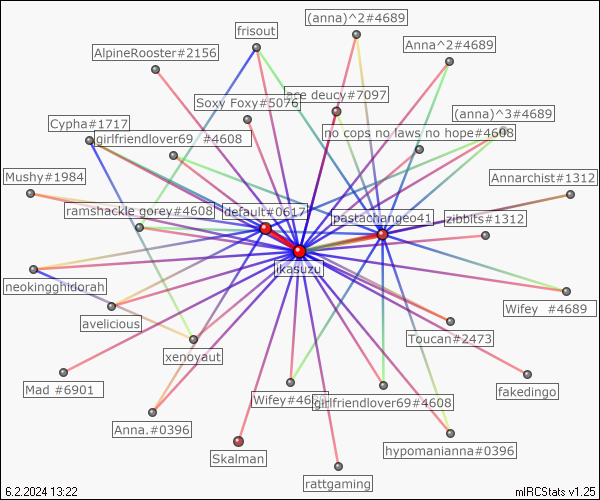 (anna)^2#4689
frisout
Anna^2#4689
AlpineRooster#2156
ace deucy#7097
Soxy Foxy#5076
(anna)^3#4689
Cypha#1717
no cops no laws no hope#4608
girlfriendlover69 #4608
Mushy#1984
Annarchist#1312
ramshackle gorey#4608
default#0617
pastachangeo41
zibbits#1312
ikasuzu
neokingghidorah
Wifey #4689
avelicious
Toucan#2473
xenoyaut
Mad #6901
fakedingo
Wifey#46
girlfriendlover69#4608
Anna.#0396
hypomanianna#0396
Skalman
rattgaming
6.2.2024 13:22
mIRCStats v1.25